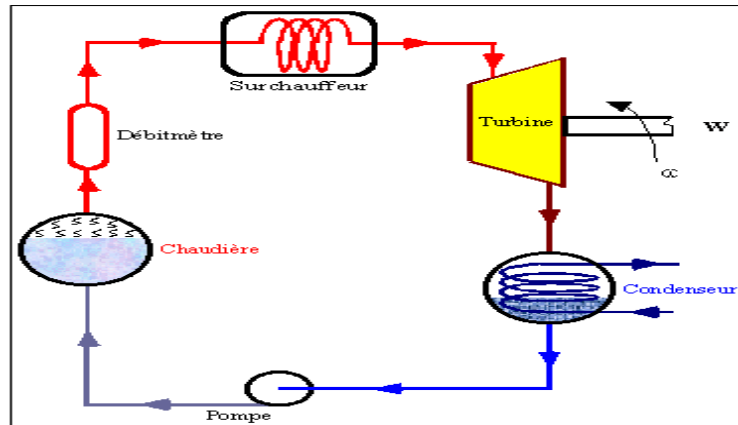 Surchauffeur
Turbine
W
Débitmètre
ω
Chaudière
Condenseur
Pompe